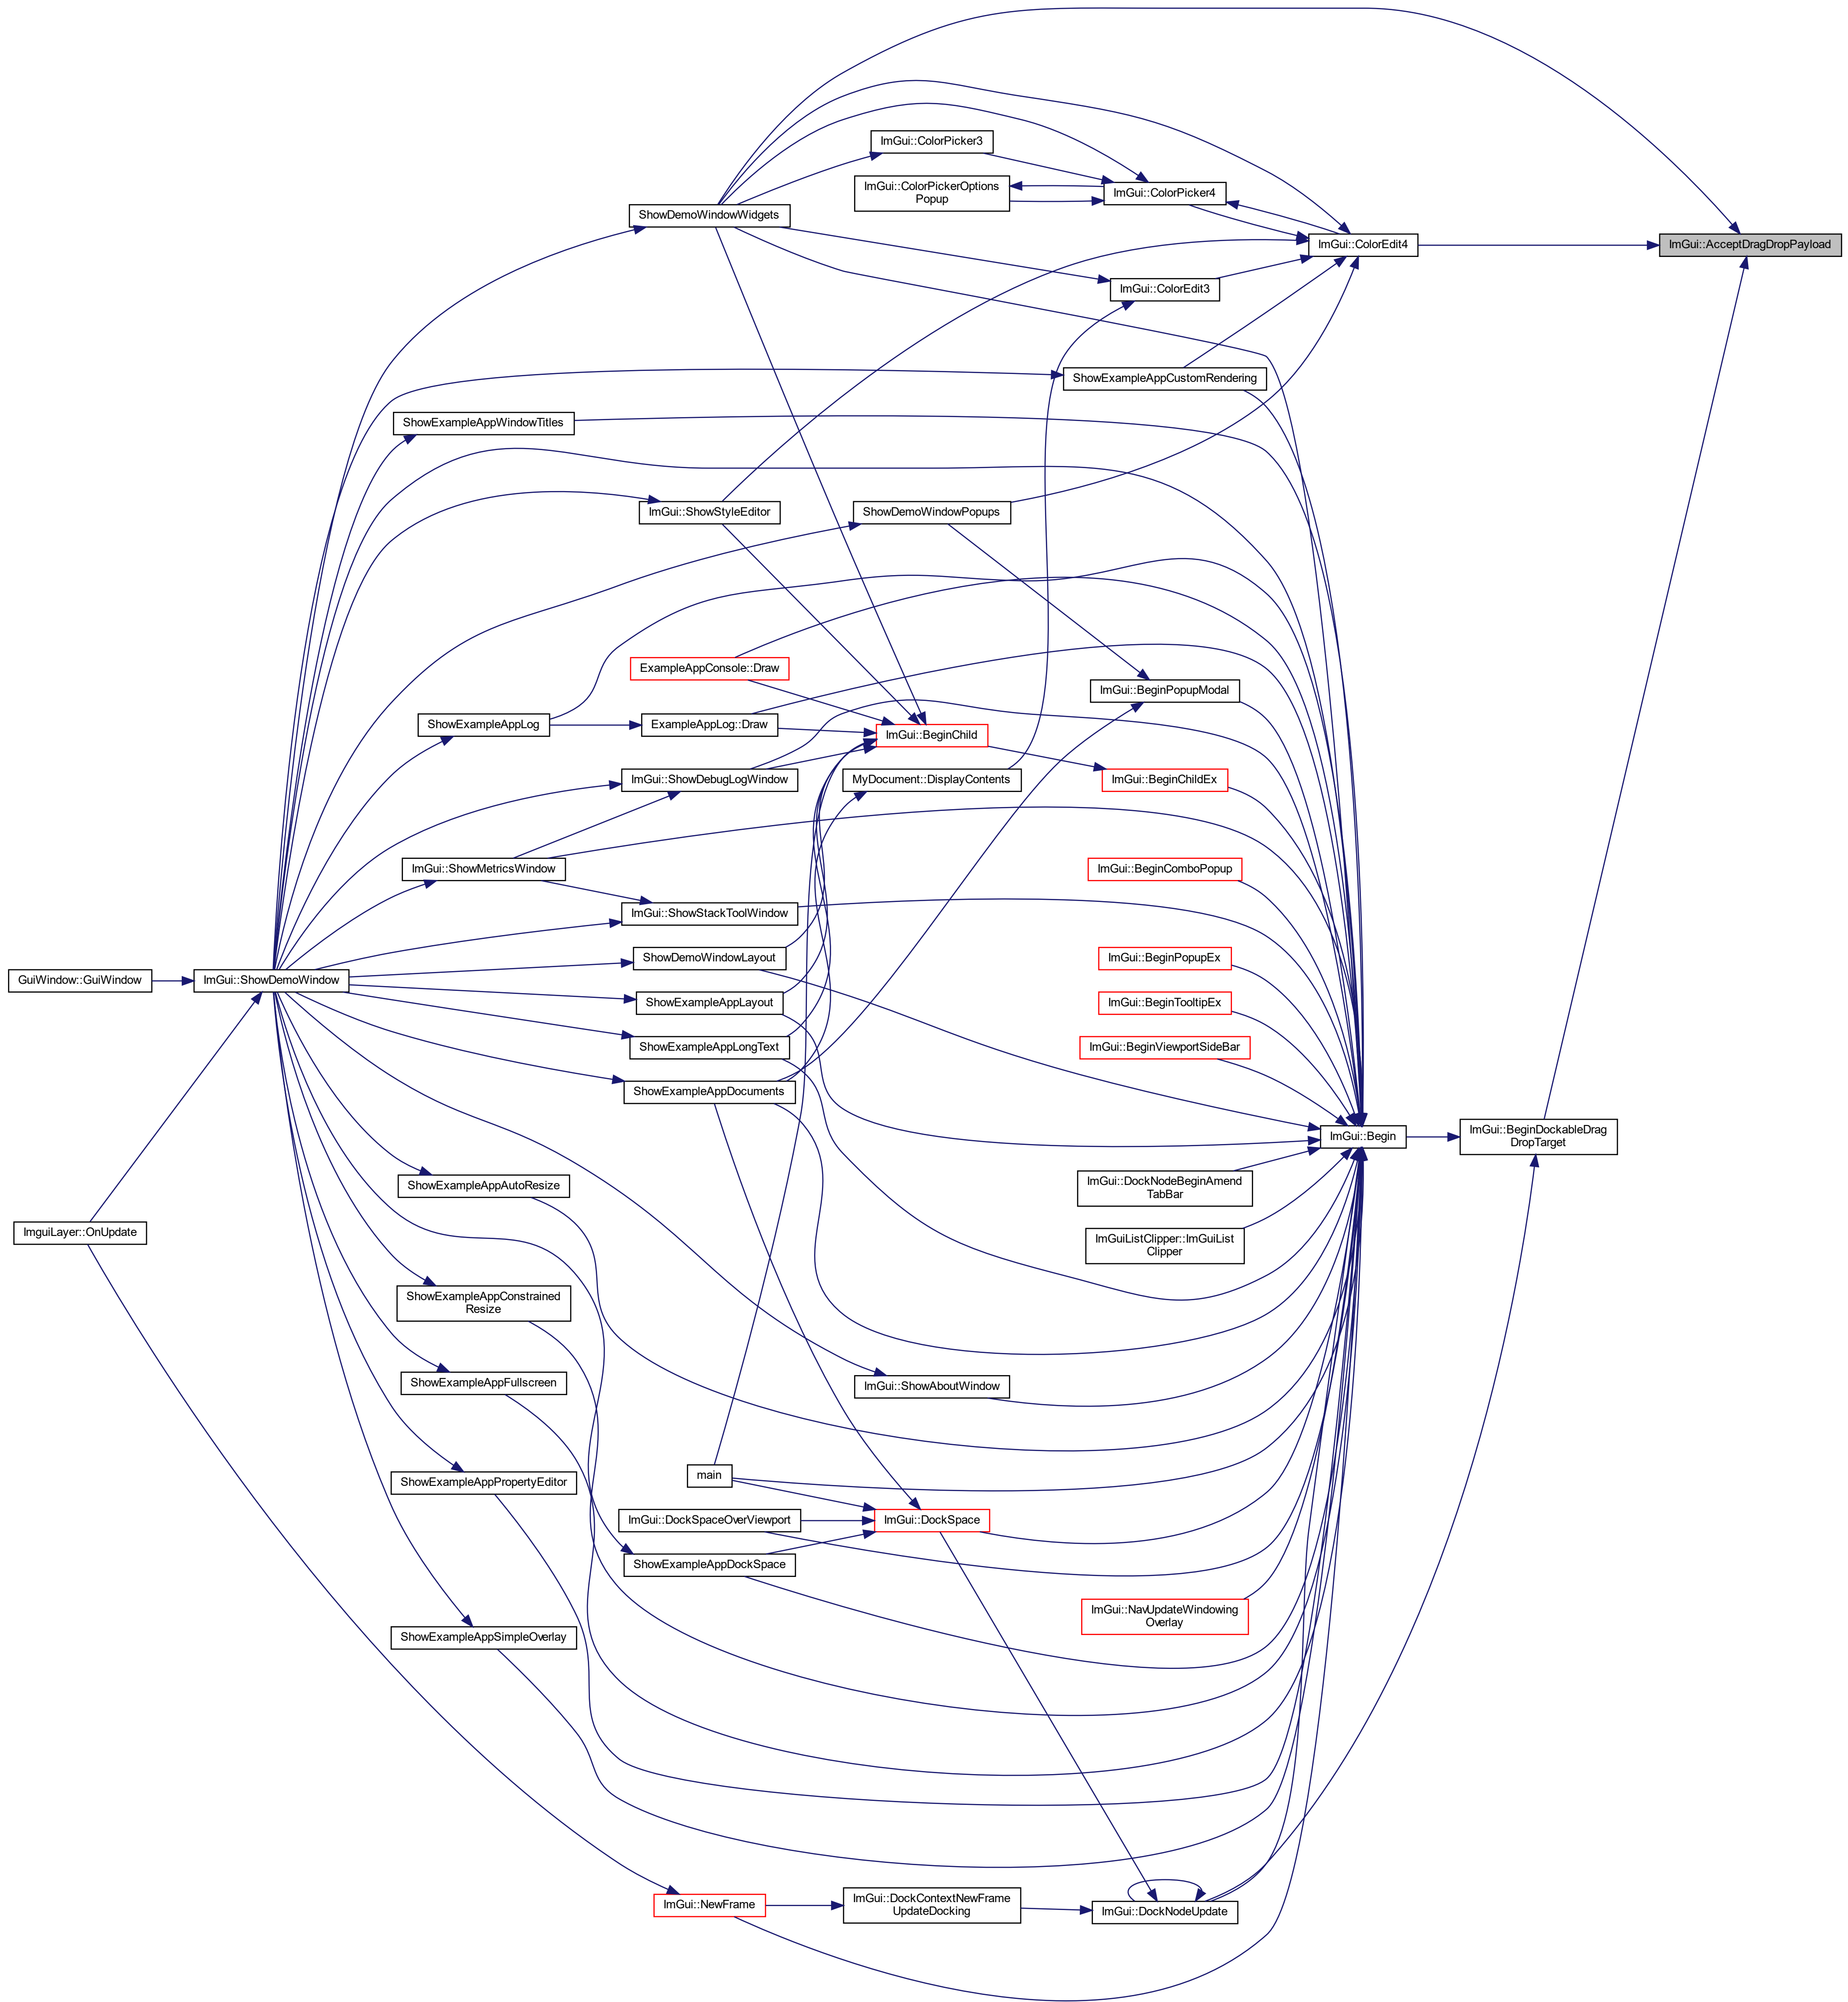 ImGui::ColorPicker3
ImGui::ColorPickerOptions
Popup
ImGui::ColorPicker4
ShowDemoWindowWidgets
ImGui::ColorEdit4
ImGui::AcceptDragDropPayload
ImGui::ColorEdit3
ShowExampleAppCustomRendering
ShowExampleAppWindowTitles
ImGui::ShowStyleEditor
ShowDemoWindowPopups
ExampleAppConsole::Draw
ImGui::BeginPopupModal
ShowExampleAppLog
ExampleAppLog::Draw
ImGui::BeginChild
ImGui::ShowDebugLogWindow
MyDocument::DisplayContents
ImGui::BeginChildEx
ImGui::ShowMetricsWindow
ImGui::BeginComboPopup
ImGui::ShowStackToolWindow
ShowDemoWindowLayout
ImGui::BeginPopupEx
GuiWindow::GuiWindow
ImGui::ShowDemoWindow
ShowExampleAppLayout
ImGui::BeginTooltipEx
ShowExampleAppLongText
ImGui::BeginViewportSideBar
ShowExampleAppDocuments
ImGui::Begin
ImGui::BeginDockableDrag
DropTarget
ShowExampleAppAutoResize
ImGui::DockNodeBeginAmend
TabBar
ImguiLayer::OnUpdate
ImGuiListClipper::ImGuiList
Clipper
ShowExampleAppConstrained
Resize
ShowExampleAppFullscreen
ImGui::ShowAboutWindow
main
ShowExampleAppPropertyEditor
ImGui::DockSpaceOverViewport
ImGui::DockSpace
ShowExampleAppDockSpace
ImGui::NavUpdateWindowing
Overlay
ShowExampleAppSimpleOverlay
ImGui::NewFrame
ImGui::DockContextNewFrame
UpdateDocking
ImGui::DockNodeUpdate